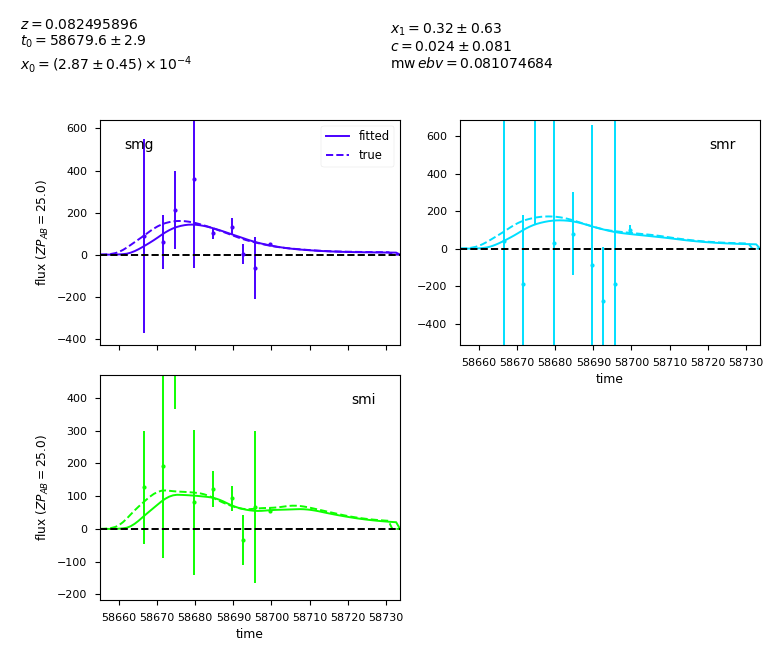 z = 0.082495896
t₀ = 58679.6 ± 2.9
x₀ = (2.87 ± 0.45) × 10⁻⁴
x₁ = 0.32 ± 0.63
c = 0.024 ± 0.081
mw ebv = 0.081074684
smg
fitted
true
600
400
200
0
−200
−400
flux (ZP_AB = 25.0)
smr
600
400
200
0
−200
−400
58660 58670 58680 58690 58700 58710 58720 58730
time
smi
400
300
200
100
0
−100
−200
flux (ZP_AB = 25.0)
58660 58670 58680 58690 58700 58710 58720 58730
time